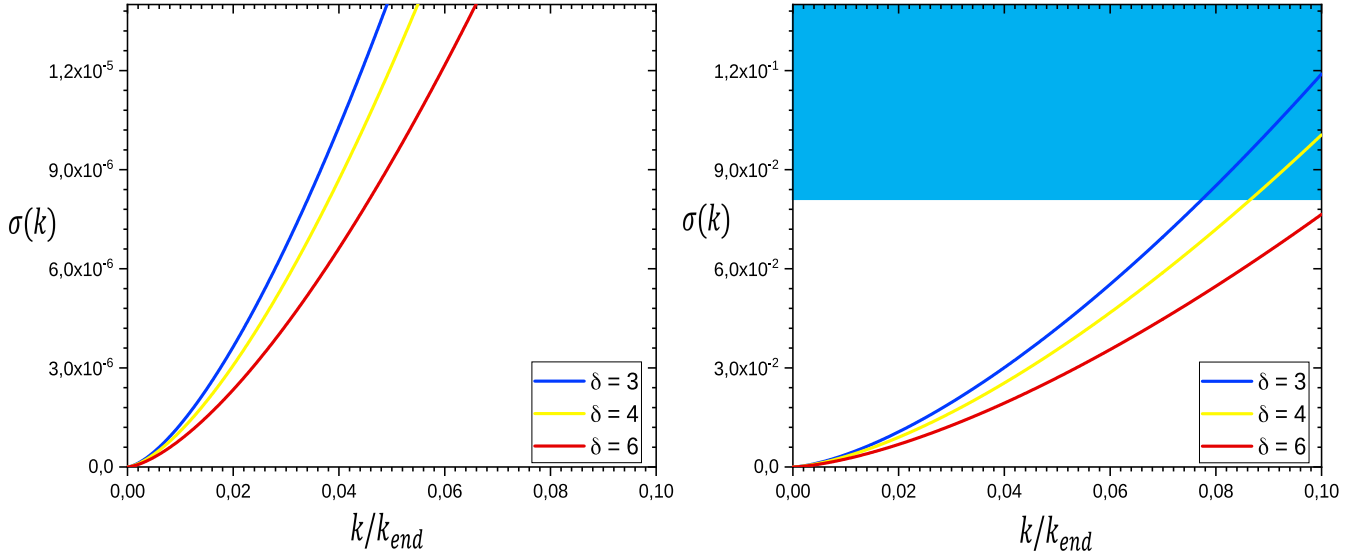 1,2x10⁻⁵
9,0x10⁻⁶
σ(k)
6,0x10⁻⁶
3,0x10⁻⁶
0,0
0,00 0,02 0,04 0,06 0,08 0,10
k/k_end
δ = 3
δ = 4
δ = 6
1,2x10⁻¹
9,0x10⁻²
σ(k)
6,0x10⁻²
3,0x10⁻²
0,0
0,00 0,02 0,04 0,06 0,08 0,10
k/k_end
δ = 3
δ = 4
δ = 6